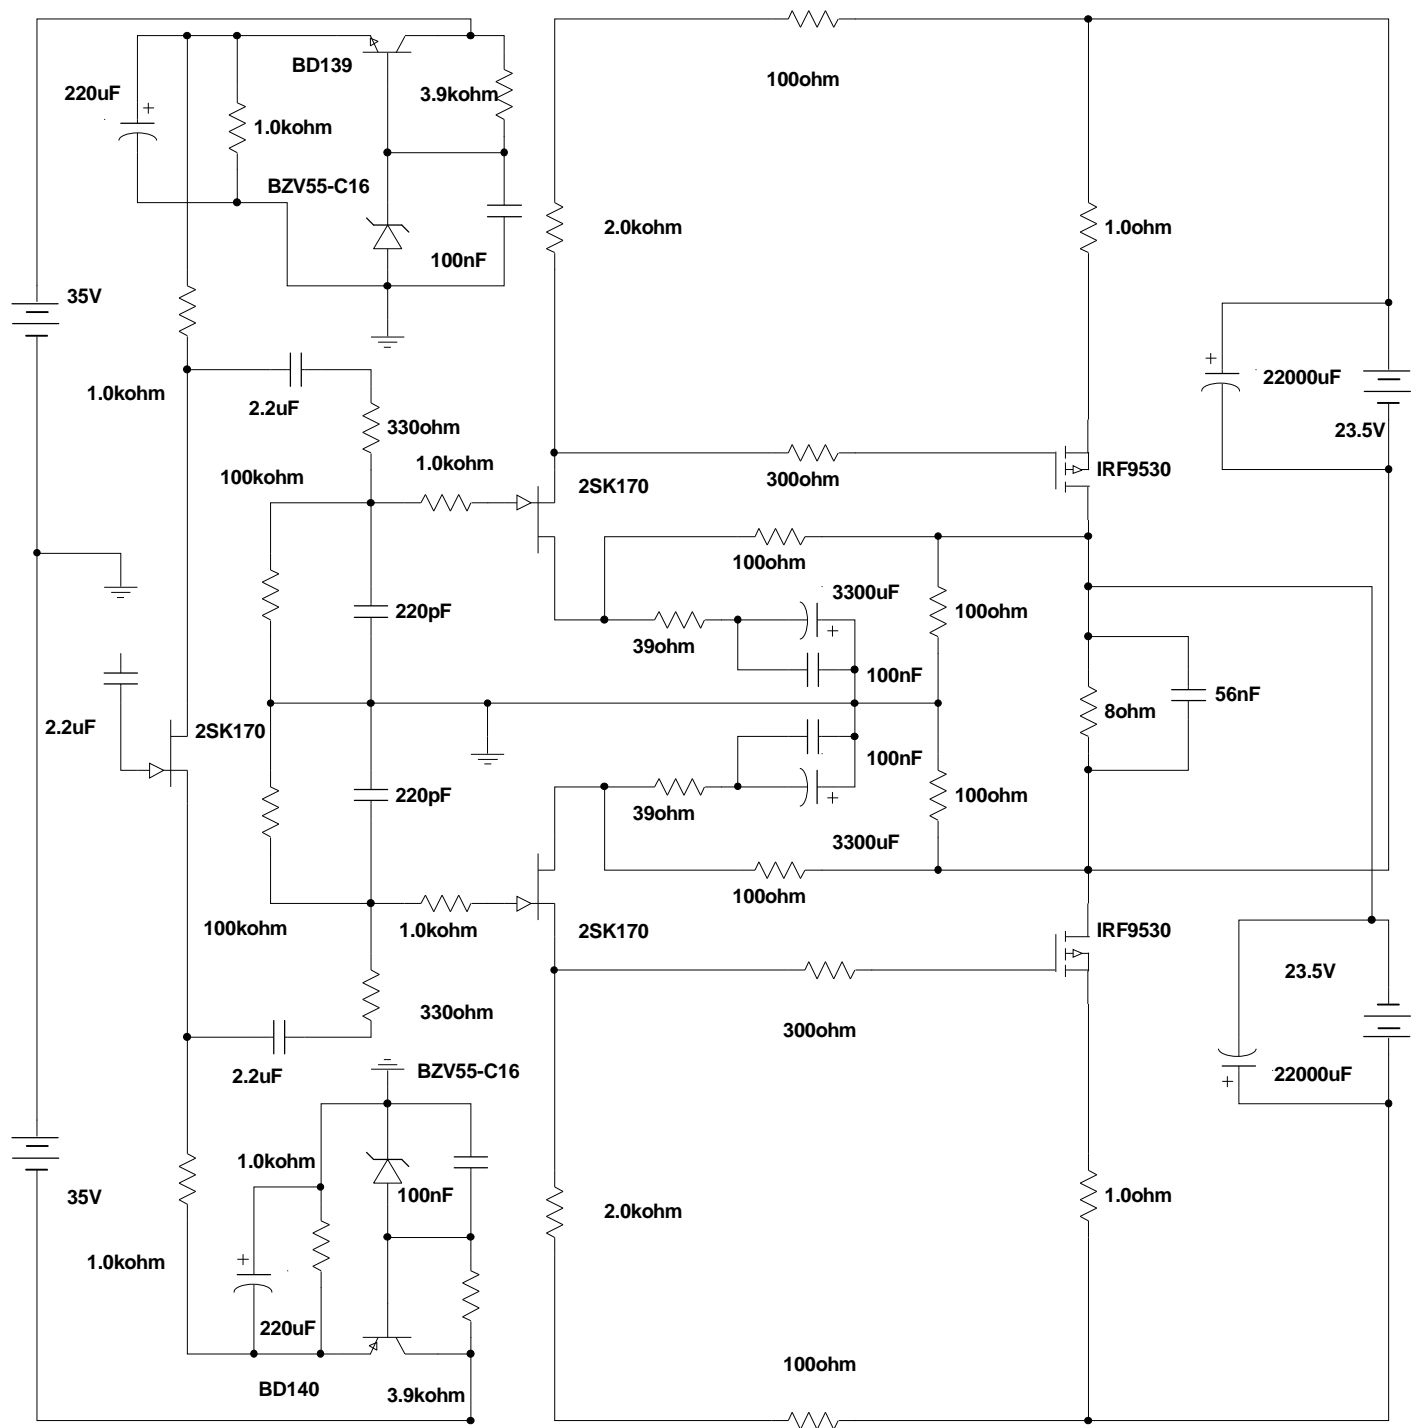 100ohm
BD139
220uF
+
3.9kohm
1.0kohm
BZV55-C16
2.0kohm
1.0ohm
100nF
35V
+
22000uF
1.0kohm
2.2uF
330ohm
23.5V
1.0kohm
100kohm
2SK170
300ohm
IRF9530
100ohm
3300uF
220pF
100ohm
+
39ohm
100nF
56nF
8ohm
2.2uF
2SK170
100nF
220pF
100ohm
39ohm
+
3300uF
100ohm
100kohm
1.0kohm
2SK170
IRF9530
23.5V
330ohm
300ohm
BZV55-C16
2.2uF
22000uF
+
1.0kohm
35V
100nF
1.0ohm
2.0kohm
1.0kohm
+
220uF
100ohm
BD140
3.9kohm